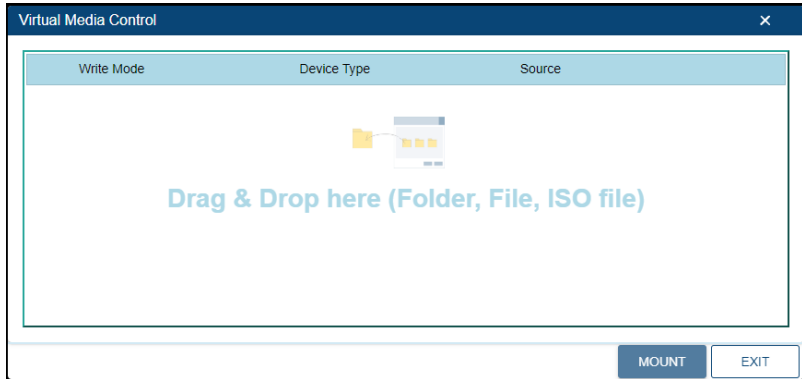 Virtual Media Control
Write Mode Device Type Source
Drag & Drop here (Folder, File, ISO file)
MOUNT EXIT